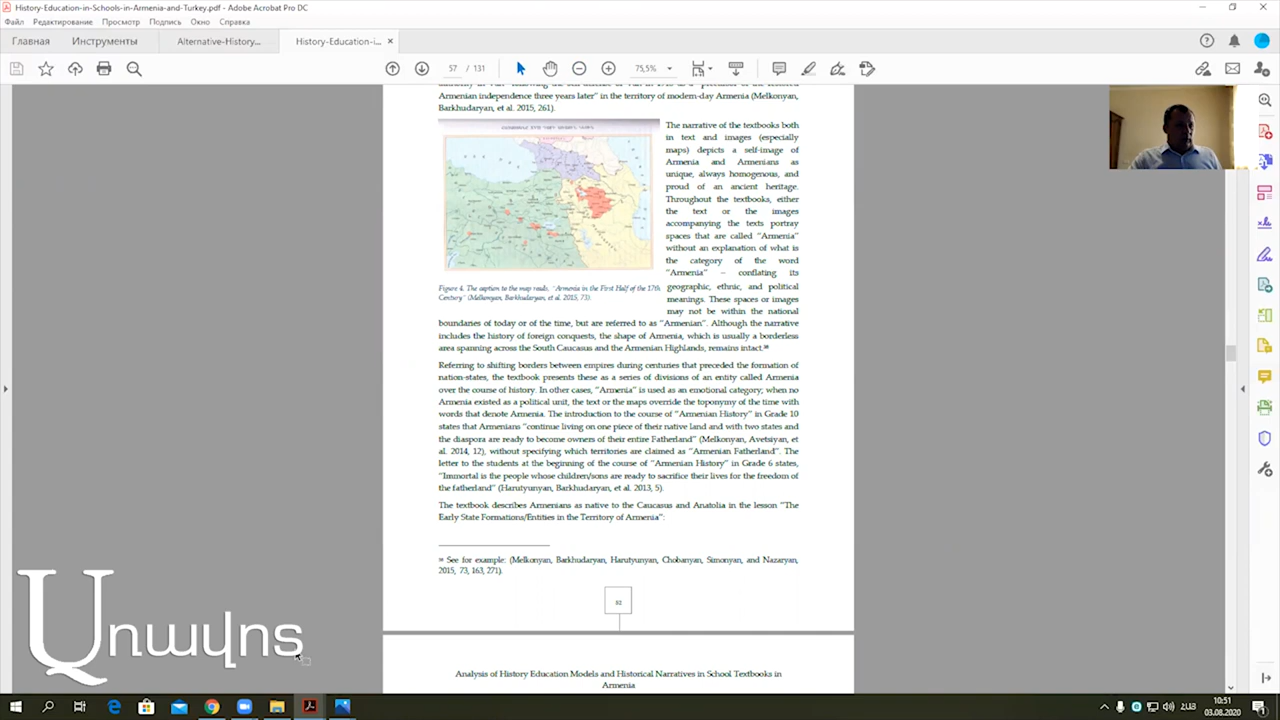 History-Education-in-Schools-in-Armenia-and-Turkey.pdf - Adobe Acrobat Pro DC
Файл Редактирование Просмотр Подпись Окно Справка
Главная Инструменты Alternative-History... History-Education-i... ×
57 / 131 75,5%
Armenian independence three years later” in the territory of modern-day Armenia (Melkonyan,
Barkhudaryan, et al. 2015, 261).
The narrative of the textbooks both
in text and images (especially
maps) depicts a self-image of
Armenia and Armenians as
unique, always homogenous, and
proud of an ancient heritage.
Throughout the textbooks, either
the text or the images
accompanying the texts portray
spaces that are called “Armenia”
without an explanation of what is
the category of the word
“Armenia” – conflating its
geographic, ethnic, and political
meanings. These spaces or images
may not be within the national
Figure 4. The caption to the map reads, “Armenia in the First Half of the 17th
Century” (Melkonyan, Barkhudaryan, et al. 2015, 73).
boundaries of today or of the time, but are referred to as “Armenian”. Although the narrative
includes the history of foreign conquests, the shape of Armenia, which is usually a borderless
area spanning across the South Caucasus and the Armenian Highlands, remains intact.³⁸
Referring to shifting borders between empires during centuries that preceded the formation of
nation-states, the textbook presents these as a series of divisions of an entity called Armenia
over the course of history. In other cases, “Armenia” is used as an emotional category; when no
Armenia existed as a political unit, the text or the maps override the toponymy of the time with
words that denote Armenia. The introduction to the course of “Armenian History” in Grade 10
states that Armenians “continue living on one piece of their native land and with two states and
the diaspora are ready to become owners of their entire Fatherland” (Melkonyan, Avetsiyan, et
al. 2014, 12), without specifying which territories are claimed as “Armenian Fatherland”. The
letter to the students at the beginning of the course of “Armenian History” in Grade 6 states,
“Immortal is the people whose children/sons are ready to sacrifice their lives for the freedom of
the fatherland” (Harutyunyan, Barkhudaryan, et al. 2013, 5).
The textbook describes Armenians as native to the Caucasus and Anatolia in the lesson “The
Early State Formations/Entities in the Territory of Armenia”:
³⁸ See for example: (Melkonyan, Barkhudaryan, Harutyunyan, Chobanyan, Simonyan, and Nazaryan,
2015, 73, 163, 271).
52
Analysis of History Education Models and Historical Narratives in School Textbooks in
Armenia
Առավոտ
ՀԱՅ
10:51
03.08.2020